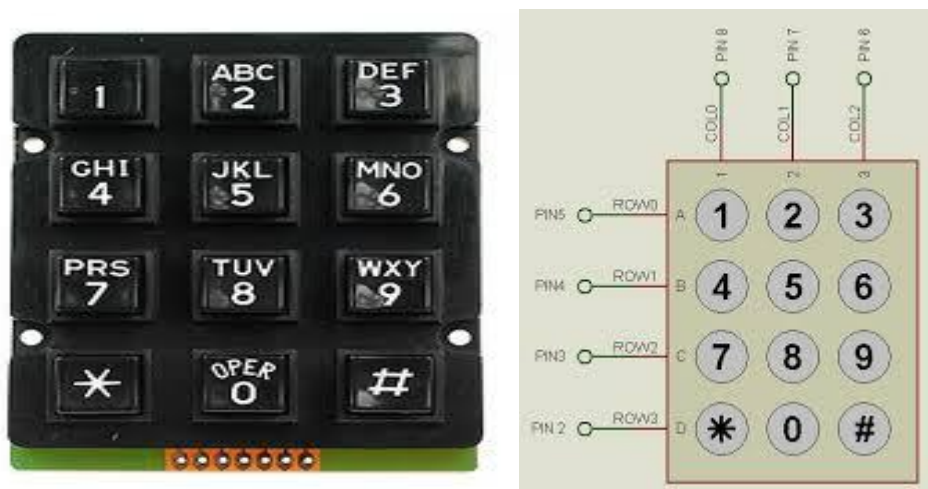 1
ABC
2
DEF
3
GHI
4
JKL
5
MNO
6
PRS
7
TUV
8
WXY
9
*
OPER
0
#
PIN 8
PIN 7
PIN 6
COL0
COL1
COL2
1
2
3
PIN5
ROW0
A
1 2 3
PIN4
ROW1
B
4 5 6
PIN3
ROW2
C
7 8 9
PIN 2
ROW3
D
* 0 #